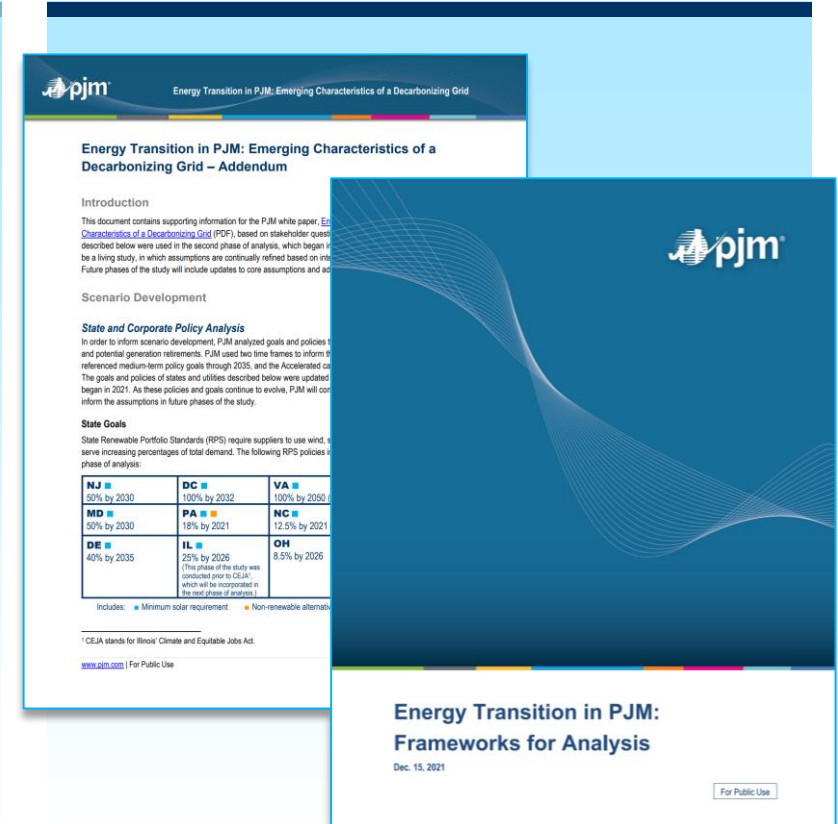 pjm
Energy Transition in PJM: Emerging Characteristics of a Decarbonizing Grid
Energy Transition in PJM: Emerging Characteristics of a
Decarbonizing Grid – Addendum
Introduction
This document contains supporting information for the PJM white paper,
Characteristics of a Decarbonizing Grid (PDF), based on stakeholder
described below were used in the second phase of analysis, which began
be a living study, in which assumptions are continually refined based on
Future phases of the study will include updates to core assumptions and
Scenario Development
State and Corporate Policy Analysis
In order to inform scenario development, PJM analyzed goals and policies
and potential generation retirements. PJM used two time frames to inform
referenced medium-term policy goals through 2035, and the Accelerated
The goals and policies of states and utilities described below were updated
began in 2021. As these policies and goals continue to evolve, PJM will
inform the assumptions in future phases of the study.
State Goals
State Renewable Portfolio Standards (RPS) require suppliers to use wind,
serve increasing percentages of total demand. The following RPS policies
phase of analysis:
NJ DC VA
50% by 2030 100% by 2032 100% by 2050
MD PA NC
50% by 2030 18% by 2021 12.5% by 2021
DE IL OH
40% by 2035 25% by 2026 8.5% by 2026
(This phase of the study was
conducted prior to CEJA¹,
which will be incorporated in
the next phase of analysis.)
Includes: Minimum solar requirement Non-renewable
¹ CEJA stands for Illinois' Climate and Equitable Jobs Act.
www.pjm.com | For Public Use
pjm
Energy Transition in PJM:
Frameworks for Analysis
Dec. 15, 2021
For Public Use